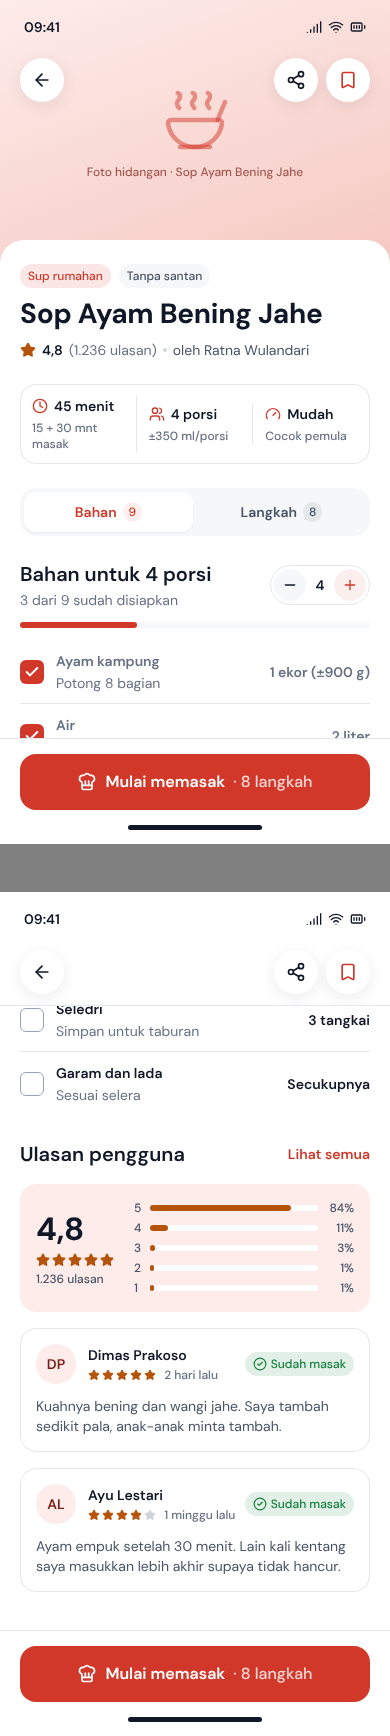 09:41
Foto hidangan · Sop Ayam Bening Jahe
Sup rumahan
Tanpa santan
Sop Ayam Bening Jahe
4,8 (1.236 ulasan) • oleh Ratna Wulandari
45 menit
15 + 30 mnt
masak
4 porsi
±350 ml/porsi
Mudah
Cocok pemula
Bahan 9
Langkah 8
Bahan untuk 4 porsi
3 dari 9 sudah disiapkan
4
Ayam kampung
Potong 8 bagian
1 ekor (±900 g)
Air
2 liter
Mulai memasak · 8 langkah
09:41
Seledri
Simpan untuk taburan
3 tangkai
Garam dan lada
Sesuai selera
Secukupnya
Ulasan pengguna
Lihat semua
4,8
1.236 ulasan
5 84%
4 11%
3 3%
2 1%
1 1%
DP
Dimas Prakoso
2 hari lalu
Sudah masak
Kuahnya bening dan wangi jahe. Saya tambah
sedikit pala, anak-anak minta tambah.
AL
Ayu Lestari
1 minggu lalu
Sudah masak
Ayam empuk setelah 30 menit. Lain kali kentang
saya masukkan lebih akhir supaya tidak hancur.
Mulai memasak · 8 langkah